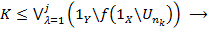 K ≤ ⋁_{λ=1}^{j} (1_Y \ f(1_X \ U_{n_k}) ⟶